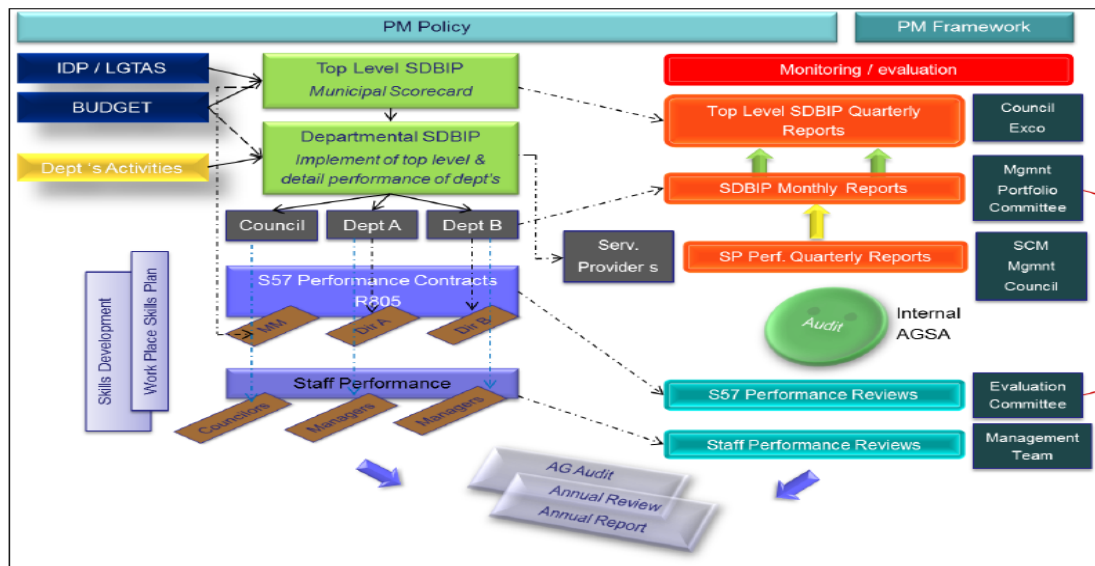 PM Policy
PM Framework
IDP / LGTAS
BUDGET
Dept 's Activities
Top Level SDBIP
Municipal Scorecard
Departmental SDBIP
Implement of top level &
detail performance of dept's
Council
Dept A
Dept B
Serv.
Provider s
S57 Performance Contracts
R805
MM
Dir A
Dir B
Staff Performance
Councilors
Managers
Managers
Skills Development
Work Place Skills Plan
Monitoring / evaluation
Top Level SDBIP Quarterly
Reports
Council
Exco
SDBIP Monthly Reports
Mgmnt
Portfolio
Committee
SP Perf. Quarterly Reports
SCM
Mgmnt
Council
Audit
Internal
AGSA
S57 Performance Reviews
Evaluation
Committee
Staff Performance Reviews
Management
Team
AG Audit
Annual Review
Annual Report